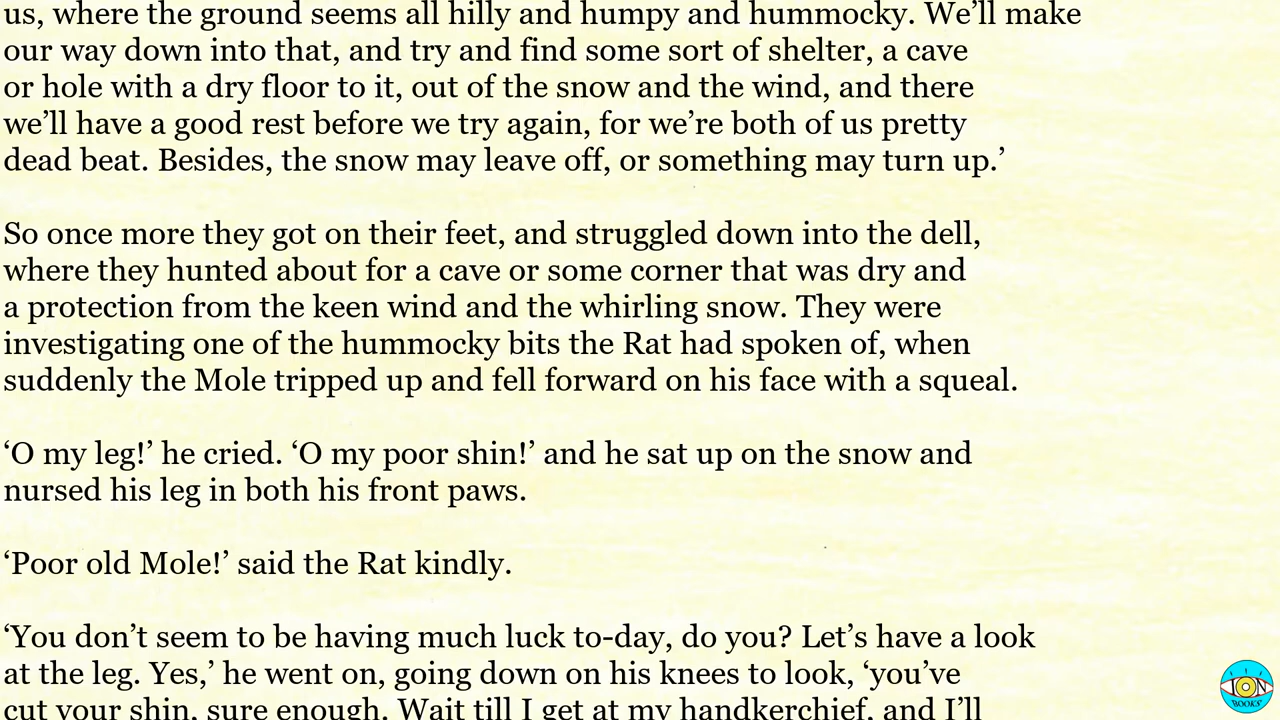 us, where the ground seems all hilly and humpy and hummocky. We’ll make
our way down into that, and try and find some sort of shelter, a cave
or hole with a dry floor to it, out of the snow and the wind, and there
we’ll have a good rest before we try again, for we’re both of us pretty
dead beat. Besides, the snow may leave off, or something may turn up.’
So once more they got on their feet, and struggled down into the dell,
where they hunted about for a cave or some corner that was dry and
a protection from the keen wind and the whirling snow. They were
investigating one of the hummocky bits the Rat had spoken of, when
suddenly the Mole tripped up and fell forward on his face with a squeal.
‘O my leg!’ he cried. ‘O my poor shin!’ and he sat up on the snow and
nursed his leg in both his front paws.
‘Poor old Mole!’ said the Rat kindly.
‘You don’t seem to be having much luck to-day, do you? Let’s have a look
at the leg. Yes,’ he went on, going down on his knees to look, ‘you’ve
cut your shin, sure enough. Wait till I get at my handkerchief, and I’ll
ION
BOOKS